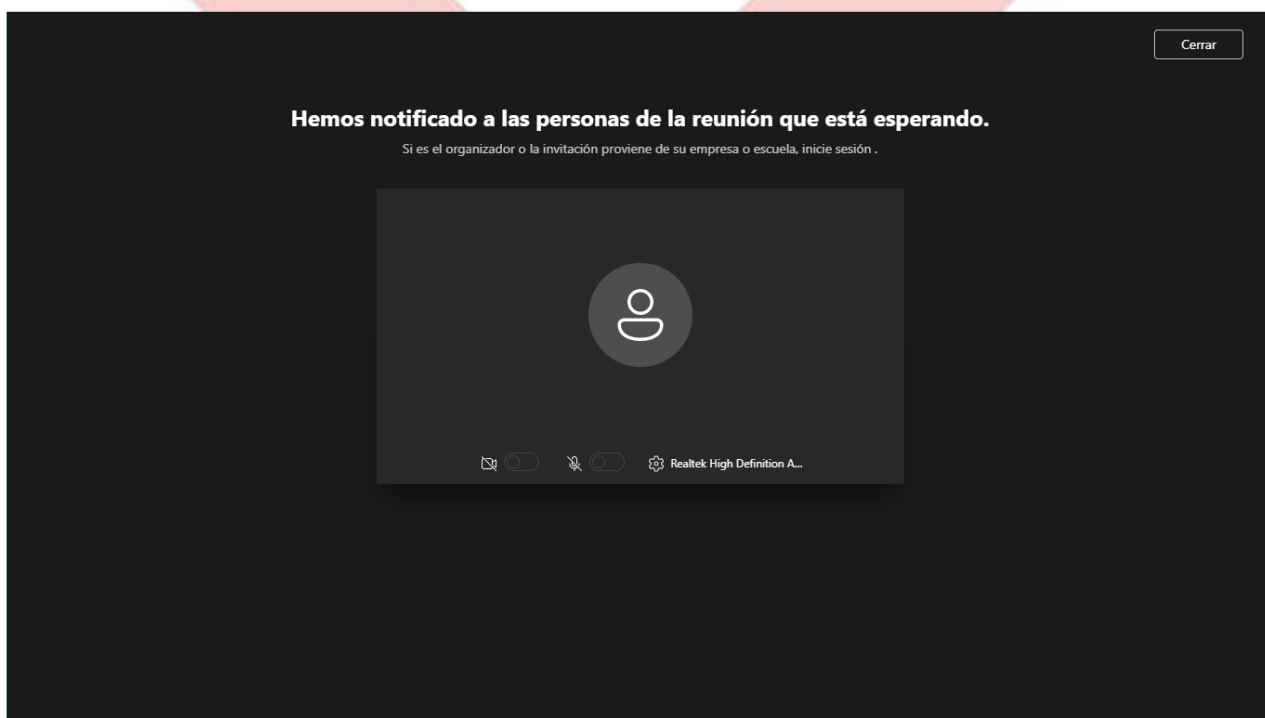 Cerrar
Hemos notificado a las personas de la reunión que está esperando.
Si es el organizador o la invitación proviene de su empresa o escuela, inicie sesión .
Realtek High Definition A...